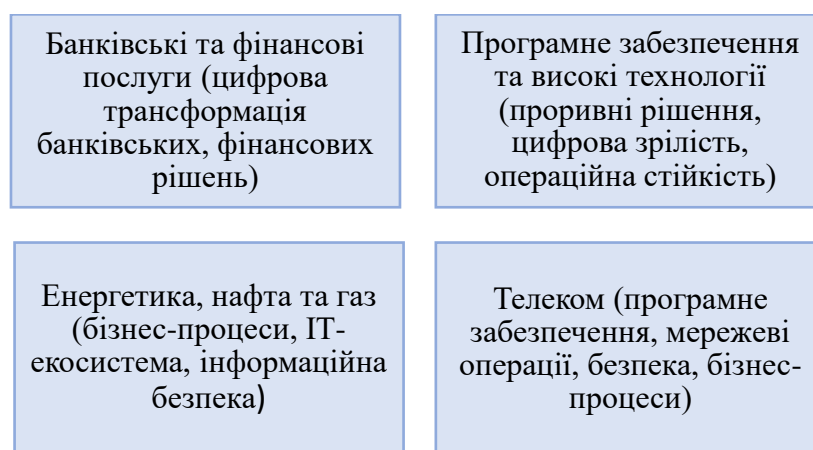 Банківські та фінансові
послуги (цифрова
трансформація
банківських, фінансових
рішень)
Програмне забезпечення
та високі технології
(проривні рішення,
цифрова зрілість,
операційна стійкість)
Енергетика, нафта та газ
(бізнес-процеси, ІТ-
екосистема, інформаційна
безпека)
Телеком (програмне
забезпечення, мережеві
операції, безпека, бізнес-
процеси)